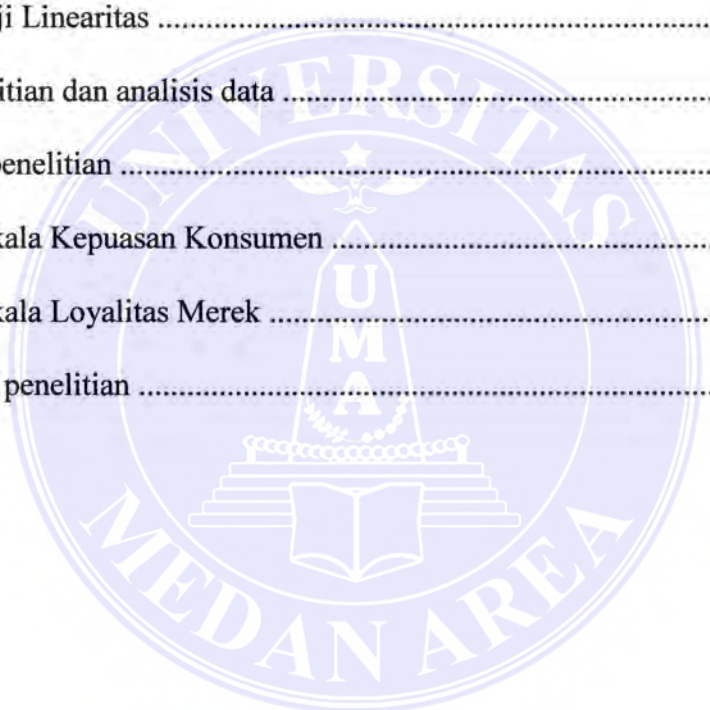 ji Linearitas ..........................................................................
itian dan analisis data ........................................................
penelitian ................................................................................
kala Kepuasan Konsumen ................................................
kala Loyalitas Merek .........................................................
penelitian .............................................................................
UNIVERSITAS
UMA
MEDAN AREA